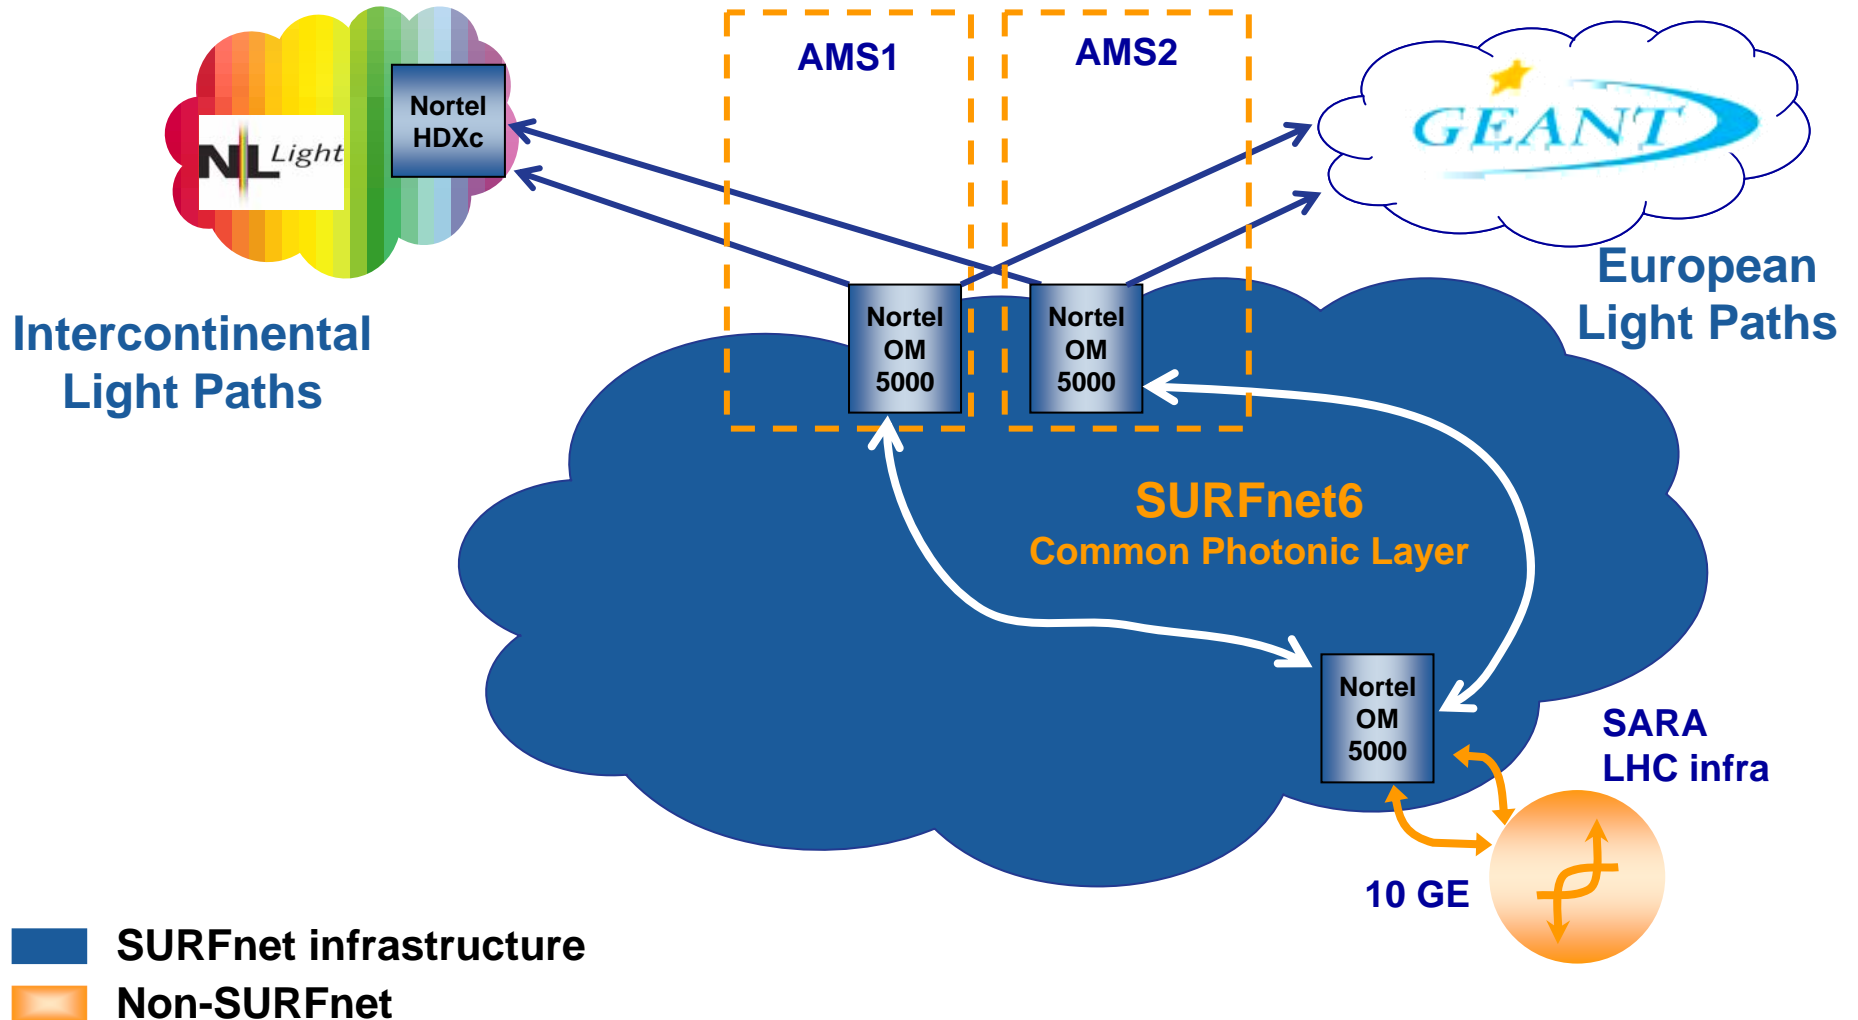 AMS1
AMS2
Nortel
HDXc
NL Light
GEANT
Intercontinental
Light Paths
European
Light Paths
Nortel
OM
5000
Nortel
OM
5000
SURFnet6
Common Photonic Layer
Nortel
OM
5000
SARA
LHC infra
10 GE
SURFnet infrastructure
Non-SURFnet